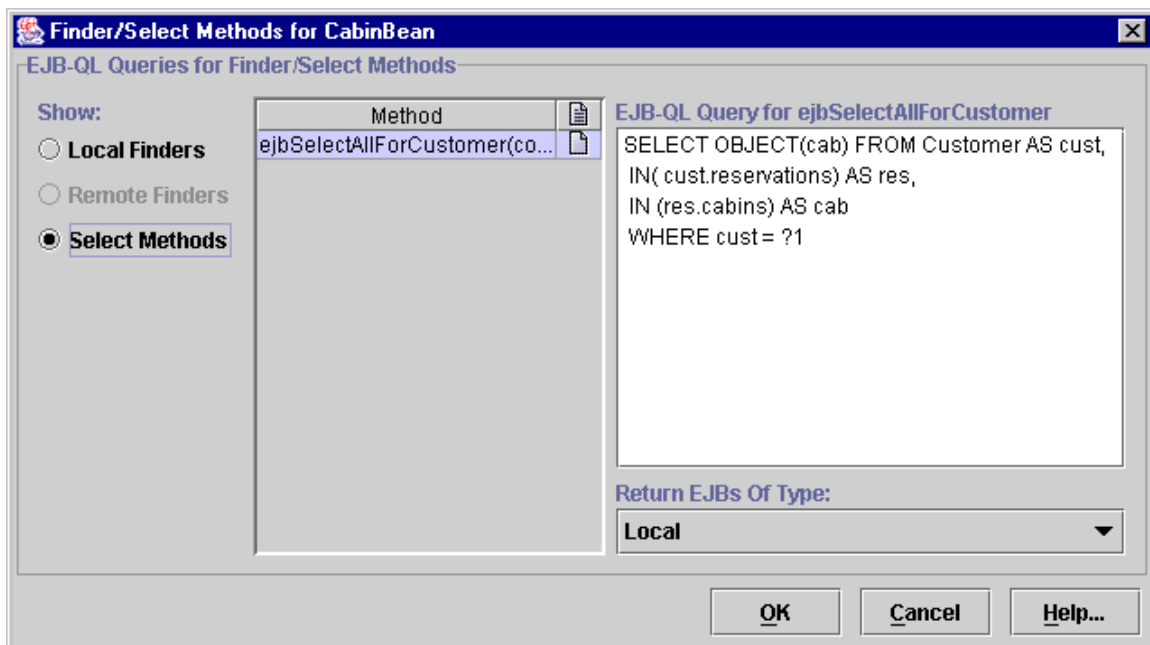 Finder/Select Methods for CabinBean
EJB-QL Queries for Finder/Select Methods
Show:
Local Finders
Remote Finders
Select Methods
Method
ejbSelectAllForCustomer(co...
EJB-QL Query for ejbSelectAllForCustomer
SELECT OBJECT(cab) FROM Customer AS cust,
IN( cust.reservations) AS res,
IN (res.cabins) AS cab
WHERE cust = ?1
Return EJBs Of Type:
Local
OK
Cancel
Help...